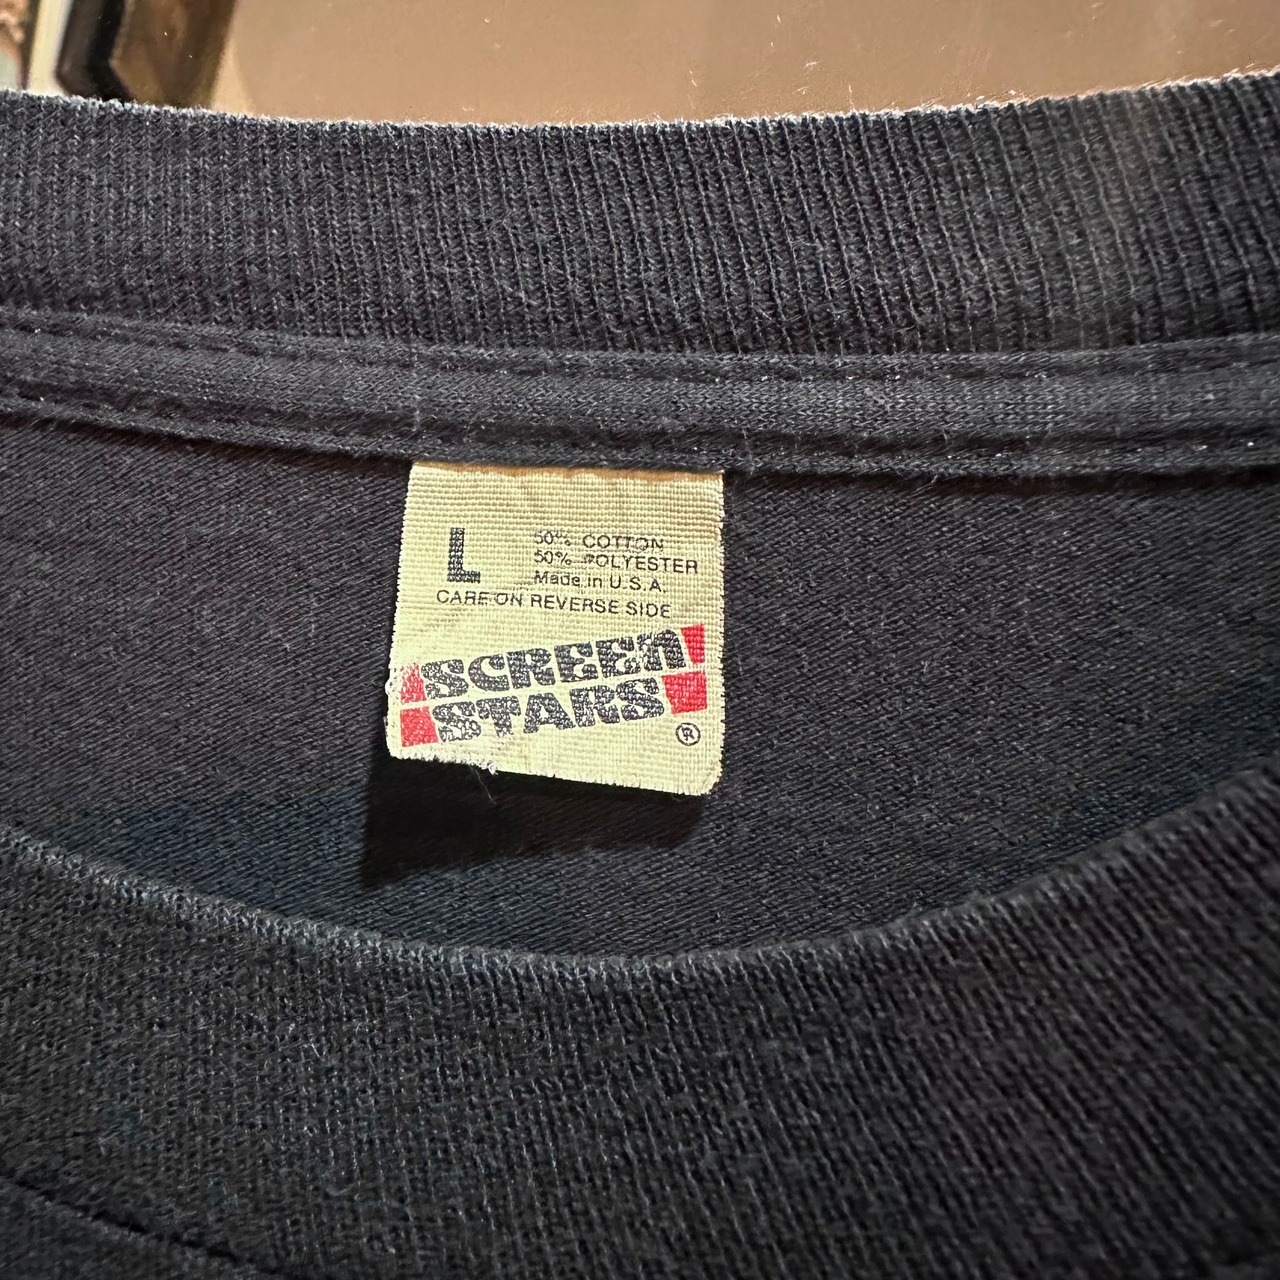 L
50% COTTON
50% POLYESTER
Made in U.S.A.
CARE ON REVERSE SIDE
SCREEN
STARS
®